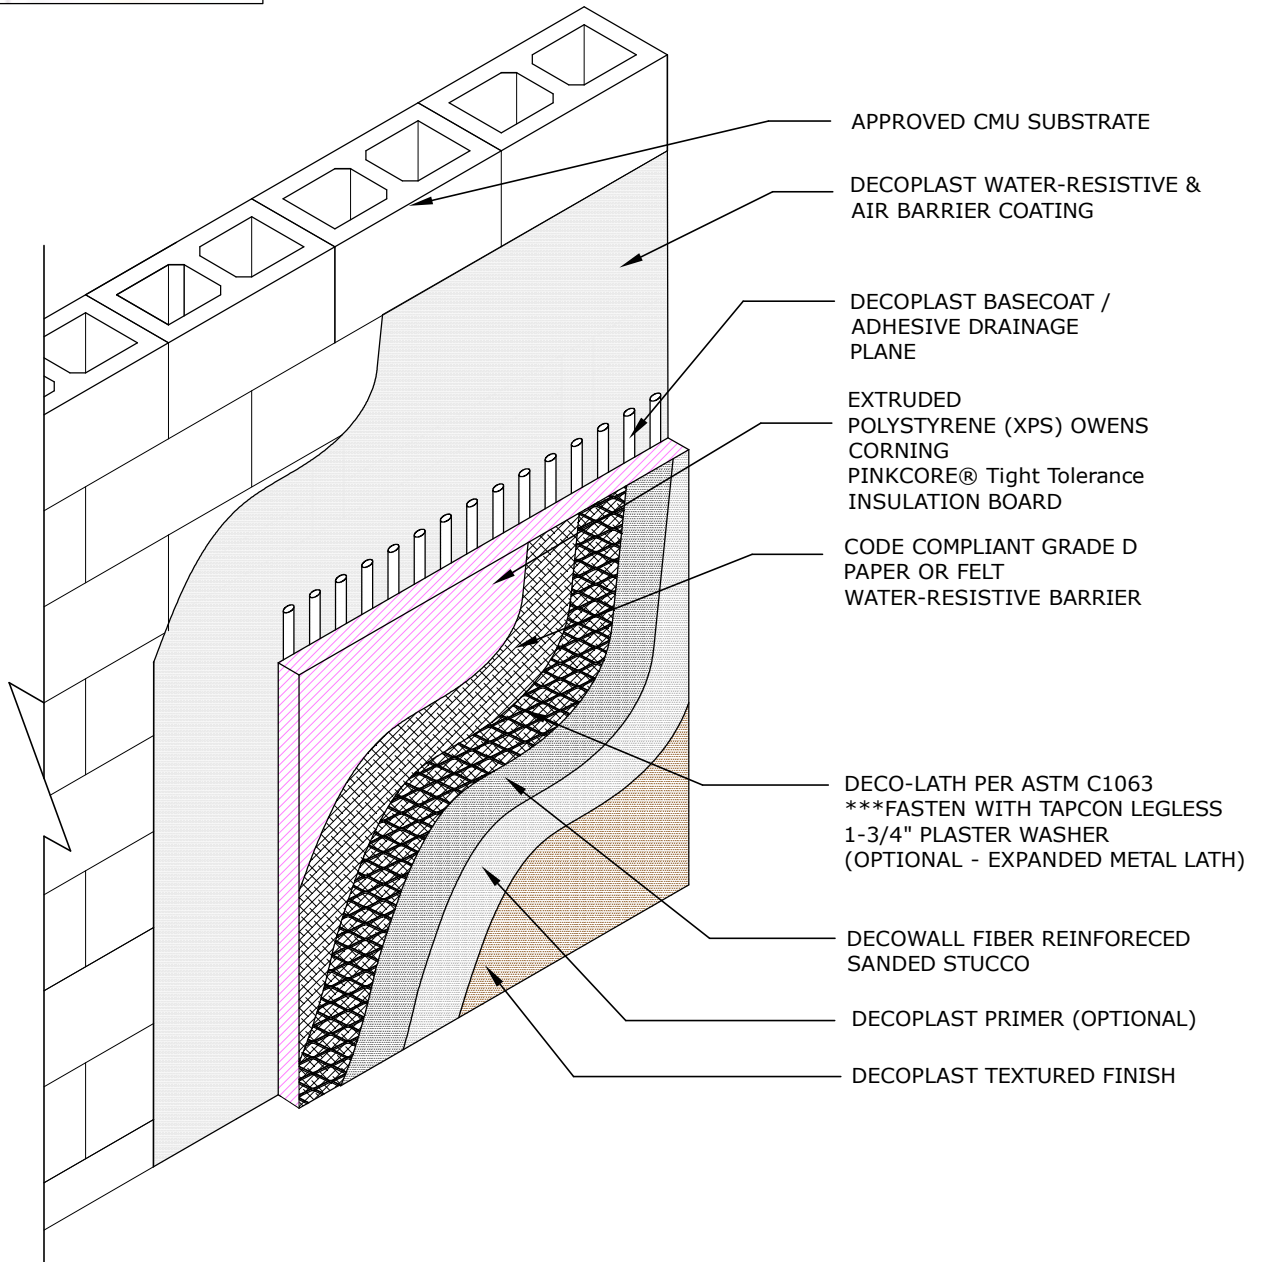 APPROVED CMU SUBSTRATE
DECOPLAST WATER-RESISTIVE &
AIR BARRIER COATING
DECOPLAST BASECOAT /
ADHESIVE DRAINAGE
PLANE
EXTRUDED
POLYSTYRENE (XPS) OWENS
CORNING
PINKCORE® Tight Tolerance
INSULATION BOARD
CODE COMPLIANT GRADE D
PAPER OR FELT
WATER-RESISTIVE BARRIER
DECO-LATH PER ASTM C1063
***FASTEN WITH TAPCON LEGLESS
1-3/4" PLASTER WASHER
(OPTIONAL - EXPANDED METAL LATH)
DECOWALL FIBER REINFORECED
SANDED STUCCO
DECOPLAST PRIMER (OPTIONAL)
DECOPLAST TEXTURED FINISH